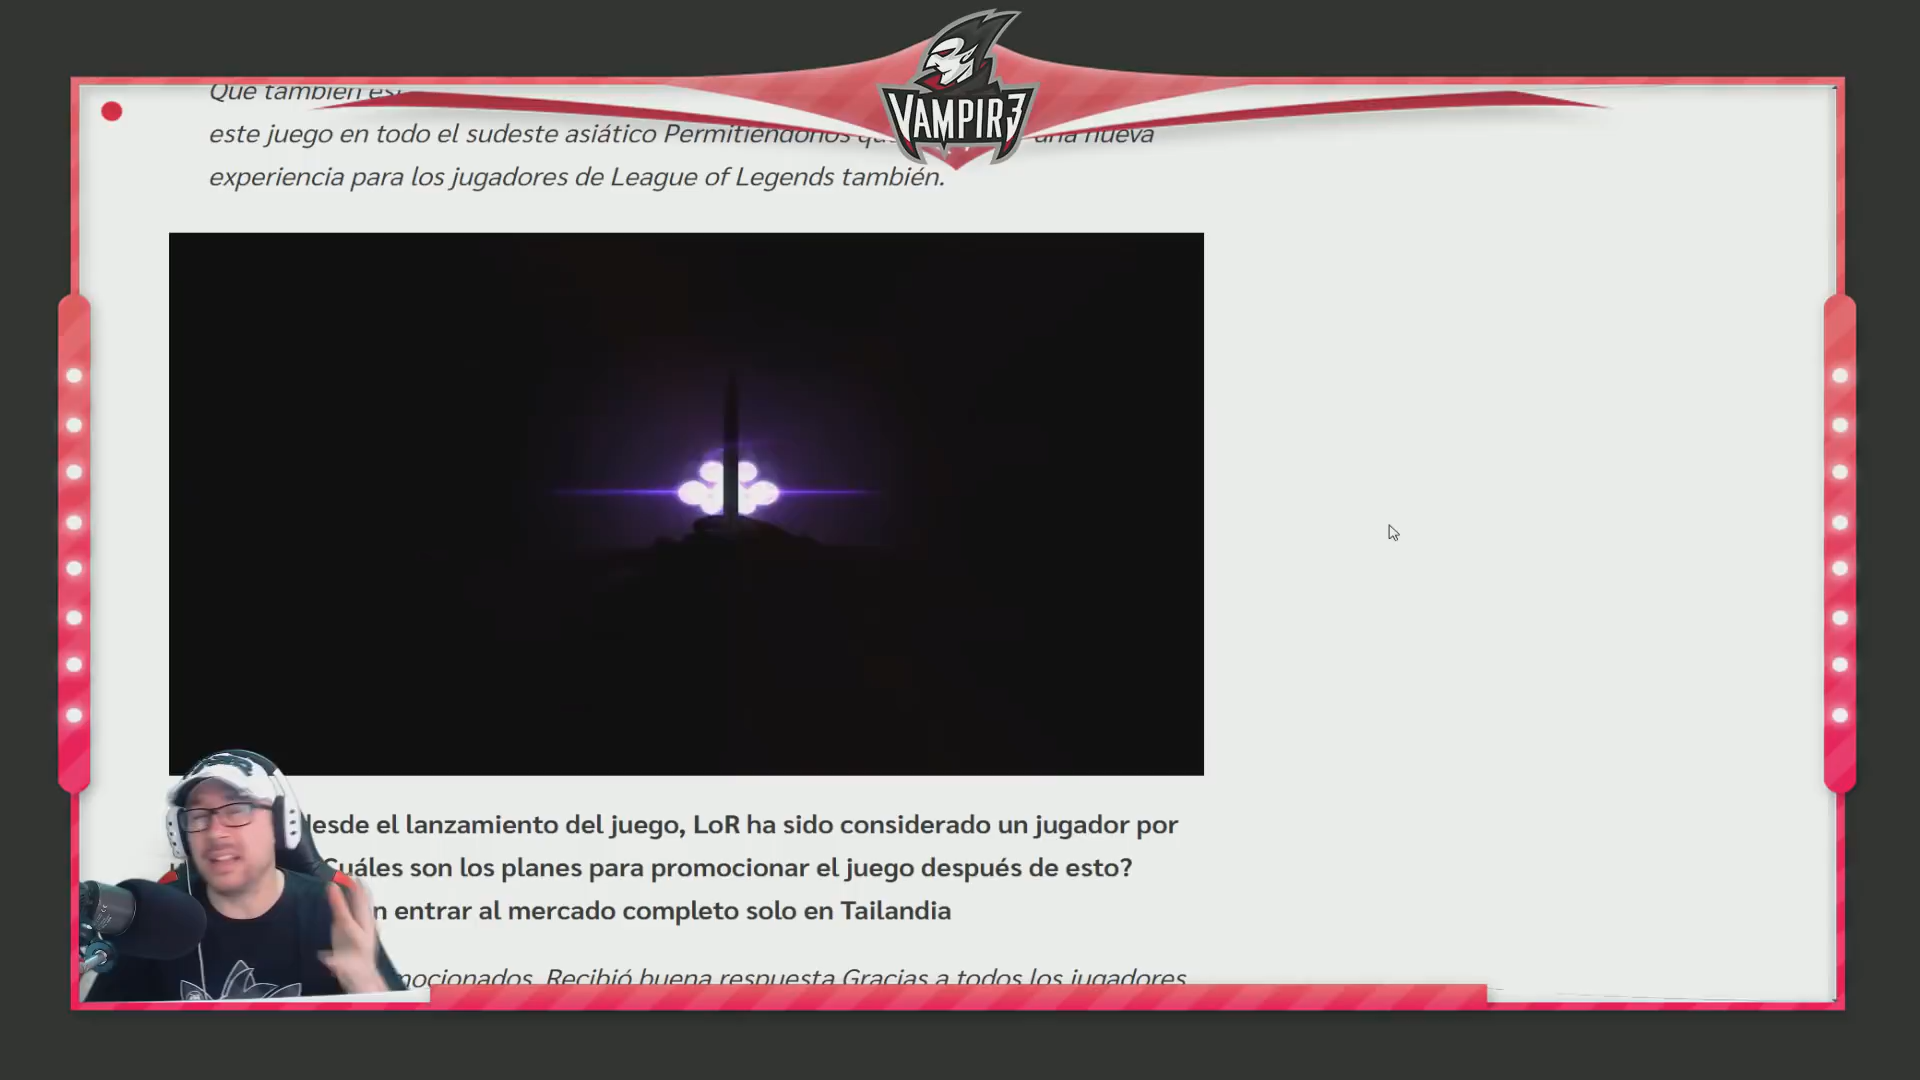 Que también es
VAMPIR3
este juego en todo el sudeste asiático Permitiéndonos una nueva
experiencia para los jugadores de League of Legends también.
desde el lanzamiento del juego, LoR ha sido considerado un jugador por
Cuáles son los planes para promocionar el juego después de esto?
n entrar al mercado completo solo en Tailandia
mocionados. Recibió buena respuesta Gracias a todos los jugadores